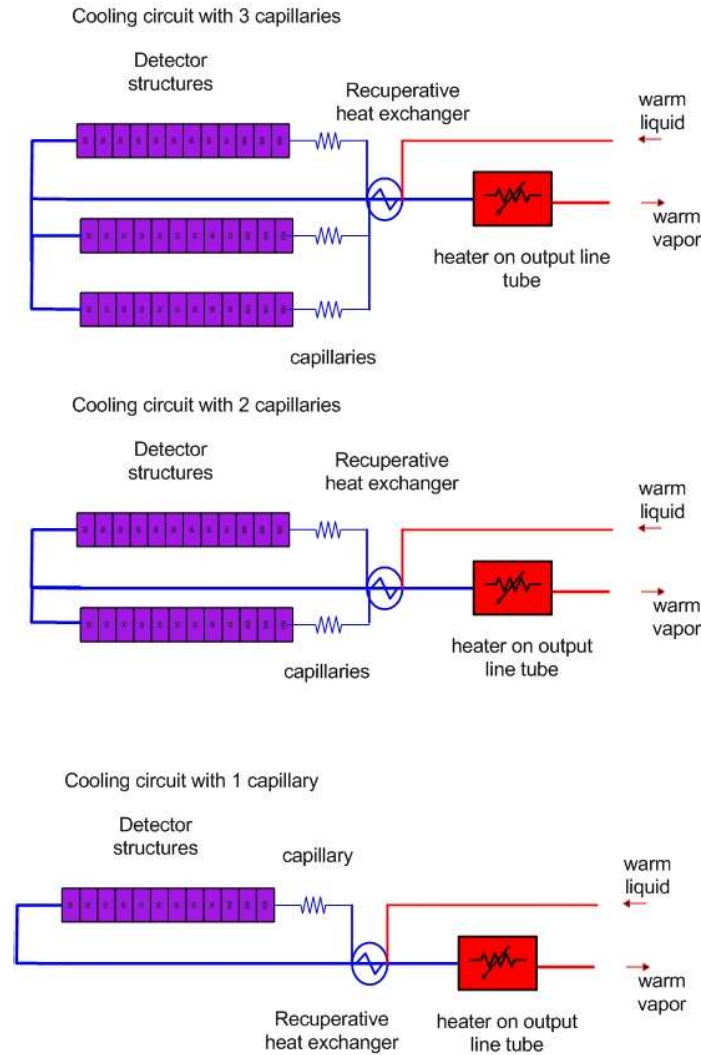 Cooling circuit with 3 capillaries
Detector
structures
Recuperative
heat exchanger
warm
liquid
warm
vapor
heater on output line
tube
capillaries
Cooling circuit with 2 capillaries
Detector
structures
Recuperative
heat exchanger
warm
liquid
warm
vapor
heater on output
line tube
capillaries
Cooling circuit with 1 capillary
Detector
structures
capillary
warm
liquid
warm
vapor
Recuperative
heat exchanger
heater on output
line tube